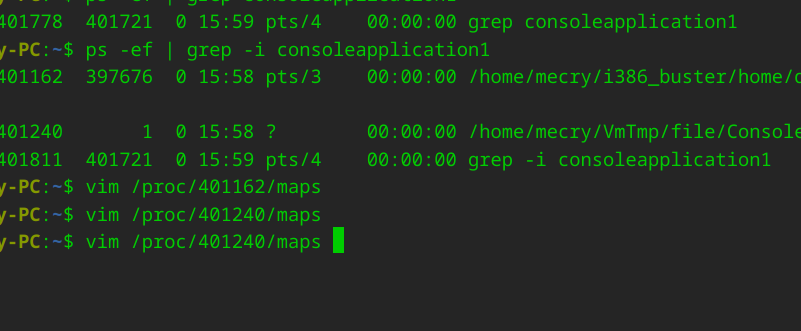 401778  401721  0 15:59 pts/4    00:00:00 grep consoleapplication1
y-PC:~$ ps -ef | grep -i consoleapplication1
401162  397676  0 15:58 pts/3    00:00:00 /home/mecry/i386_buster/home/
401240       1  0 15:58 ?        00:00:00 /home/mecry/VmTmp/file/Console
401811  401721  0 15:59 pts/4    00:00:00 grep -i consoleapplication1
y-PC:~$ vim /proc/401162/maps
y-PC:~$ vim /proc/401240/maps
y-PC:~$ vim /proc/401240/maps